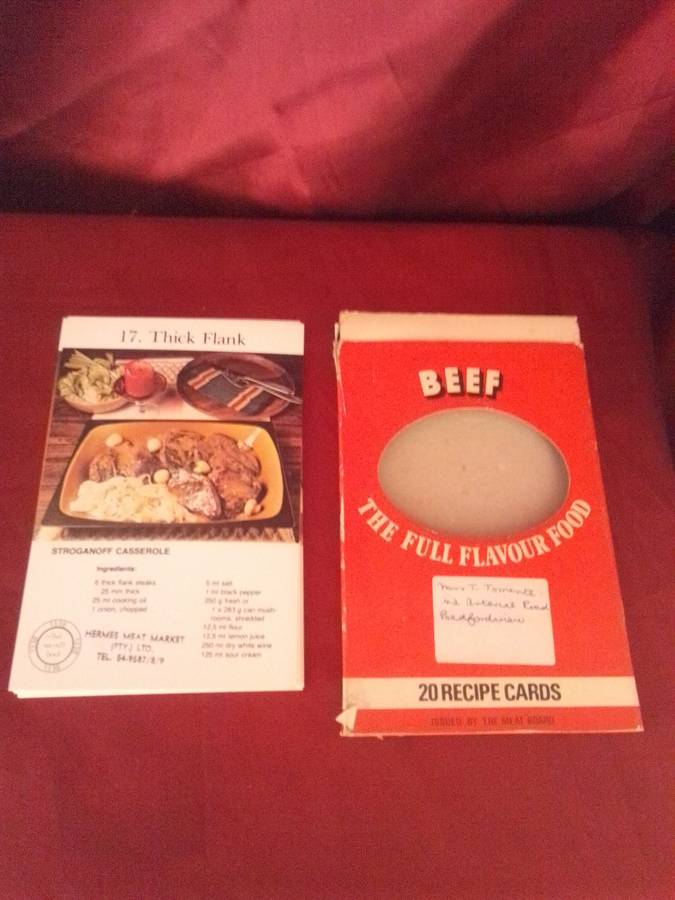 17. Thick Flank
STROGANOFF CASSEROLE
Ingredients:
6 thick flank steaks
25 mm thick
25 ml cooking oil
1 onion, chopped
5 ml salt
1 ml black pepper
250 g fresh or
1 x 283 g can mush-
rooms, shredded
12,5 ml flour
12,5 ml lemon juice
250 ml dry white wine
125 ml sour cream
HERMES MEAT MARKET
(PTY.) LTD.
TEL. 84-9587/8/9
BEEF
THE FULL FLAVOUR FOOD
T.
Road
20 RECIPE CARDS
ISSUED BY THE MEAT BOARD